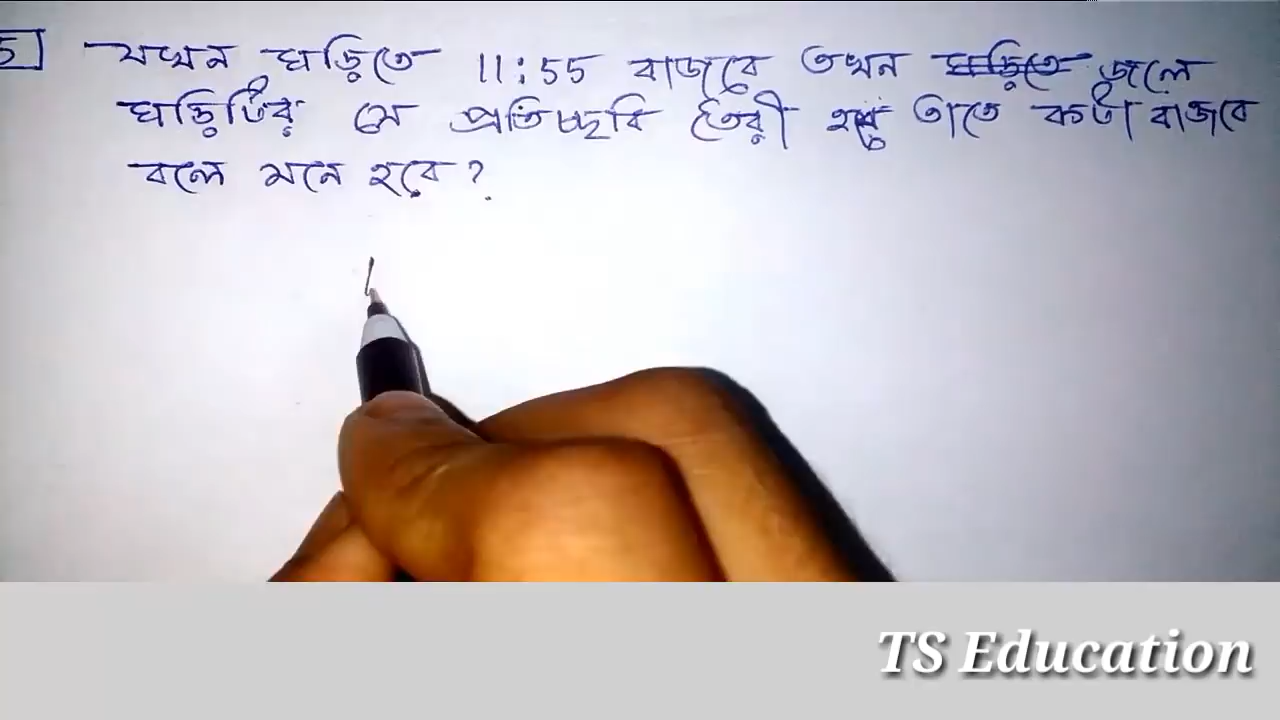 5] যখন ঘড়িতে 11:55 বাজবে তখন ঘড়িতে জলে
ঘড়িটির যে প্রতিচ্ছবি তৈরী হবে তাতে কটা বাজবে
বলে মনে হবে?
TS Education